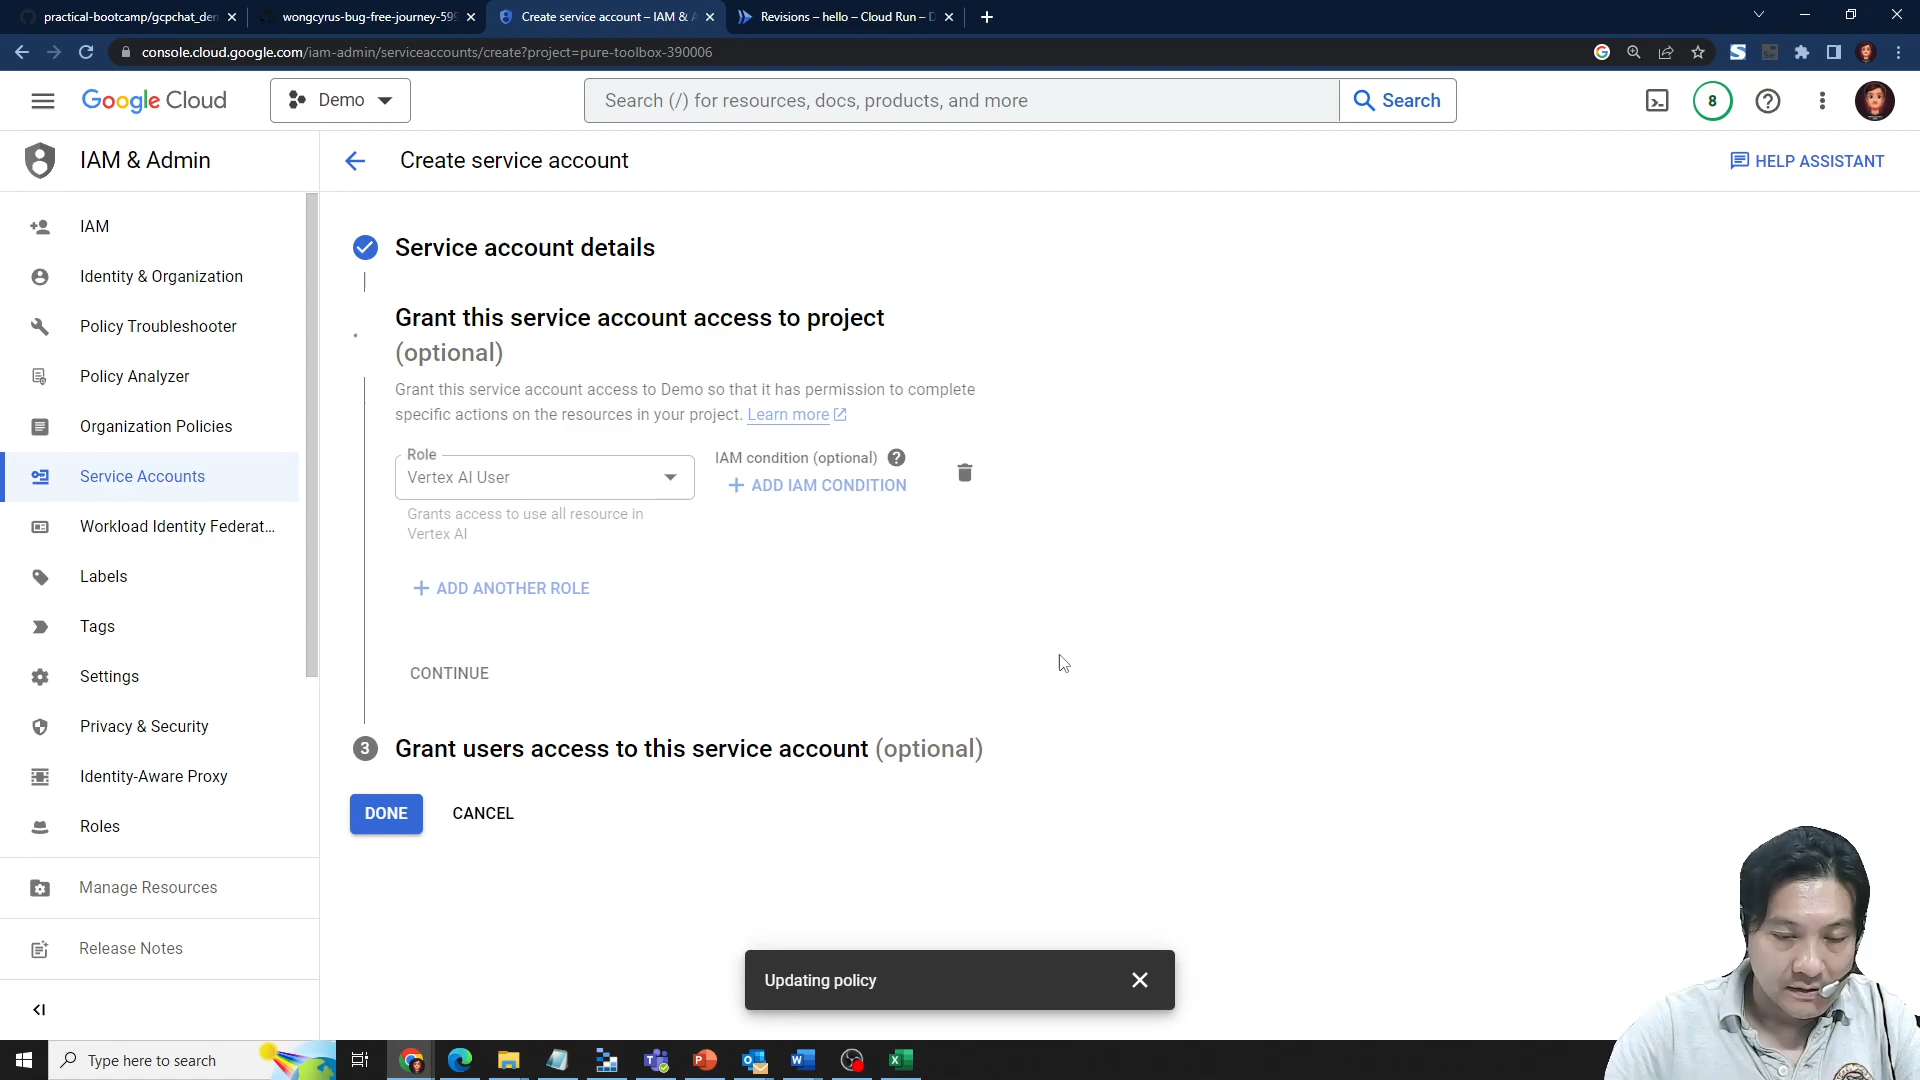 practical-bootcamp/gcpchat_der
wongcyrus-bug-free-journey-599
Create service account – IAM & A
Revisions – hello – Cloud Run – D
console.cloud.google.com/iam-admin/serviceaccounts/create?project=pure-toolbox-390006
Google Cloud
Demo
Search (/) for resources, docs, products, and more
Search
8
IAM & Admin
Create service account
HELP ASSISTANT
IAM
Identity & Organization
Policy Troubleshooter
Policy Analyzer
Organization Policies
Service Accounts
Workload Identity Federat...
Labels
Tags
Settings
Privacy & Security
Identity-Aware Proxy
Roles
Manage Resources
Release Notes
Service account details
Grant this service account access to project
(optional)
Grant this service account access to Demo so that it has permission to complete
specific actions on the resources in your project. Learn more
Role
Vertex AI User
IAM condition (optional)
ADD IAM CONDITION
Grants access to use all resource in
Vertex AI
ADD ANOTHER ROLE
CONTINUE
3 Grant users access to this service account (optional)
DONE
CANCEL
Updating policy
Type here to search